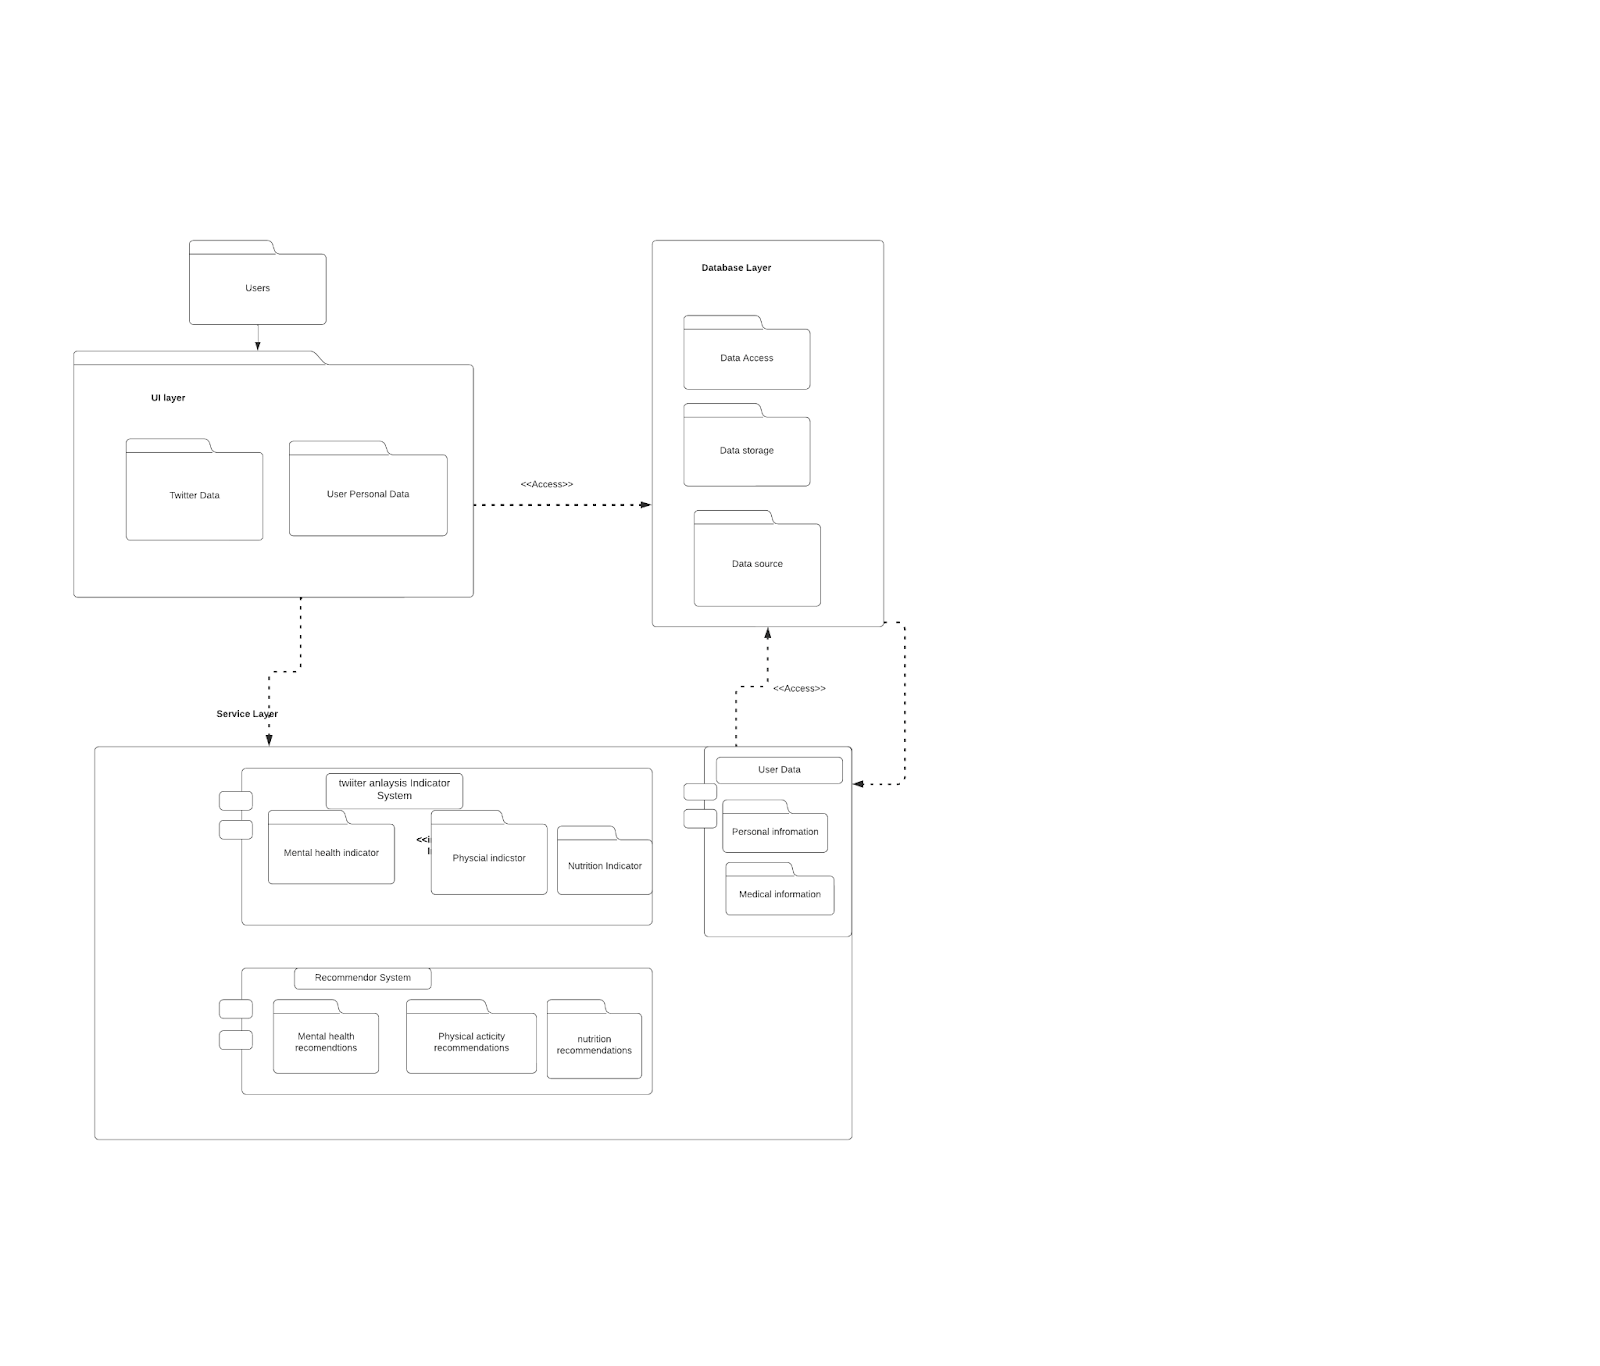 Users
UI layer
Twitter Data
User Personal Data
<<Access>>
Database Layer
Data Access
Data storage
Data source
<<Access>>
Service Layer
twiiter anlaysis Indicator
System
Mental health indicator
Physcial indicstor
Nutrition Indicator
User Data
Personal infromation
Medical information
Recommendor System
Mental health
recomendtions
Physical acticity
recommendations
nutrition
recommendations